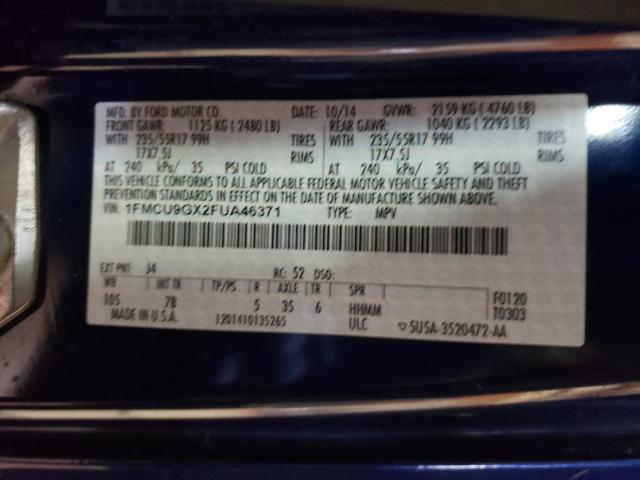 MFD. BY FORD MOTOR CO. DATE: 10/14 GVWR: 2159 KG ( 4760 LB)
FRONT GAWR: 1125 KG ( 2480 LB) REAR GAWR: 1040 KG ( 2293 LB)
WITH 235/55R17 99H TIRES WITH 235/55R17 99H TIRES
17X7.5J RIMS 17X7.5J RIMS
AT 240 kPa/ 35 PSI COLD AT 240 kPa/ 35 PSI COLD
THIS VEHICLE CONFORMS TO ALL APPLICABLE FEDERAL MOTOR VEHICLE SAFETY AND THEFT
PREVENTION STANDARDS IN EFFECT ON THE DATE OF MANUFACTURE SHOWN ABOVE.
VIN: 1FMCU9GX2FUA46371 TYPE: MPV
EXT PNT: J4 RC: 52 DSO:
WB INT TR TP/PS R AXLE TR SPR F0120
105 7B 5 35 6 HHMM T0303
MADE IN U.S.A. 1201410135265 ULC 5U5A-3520472-AA